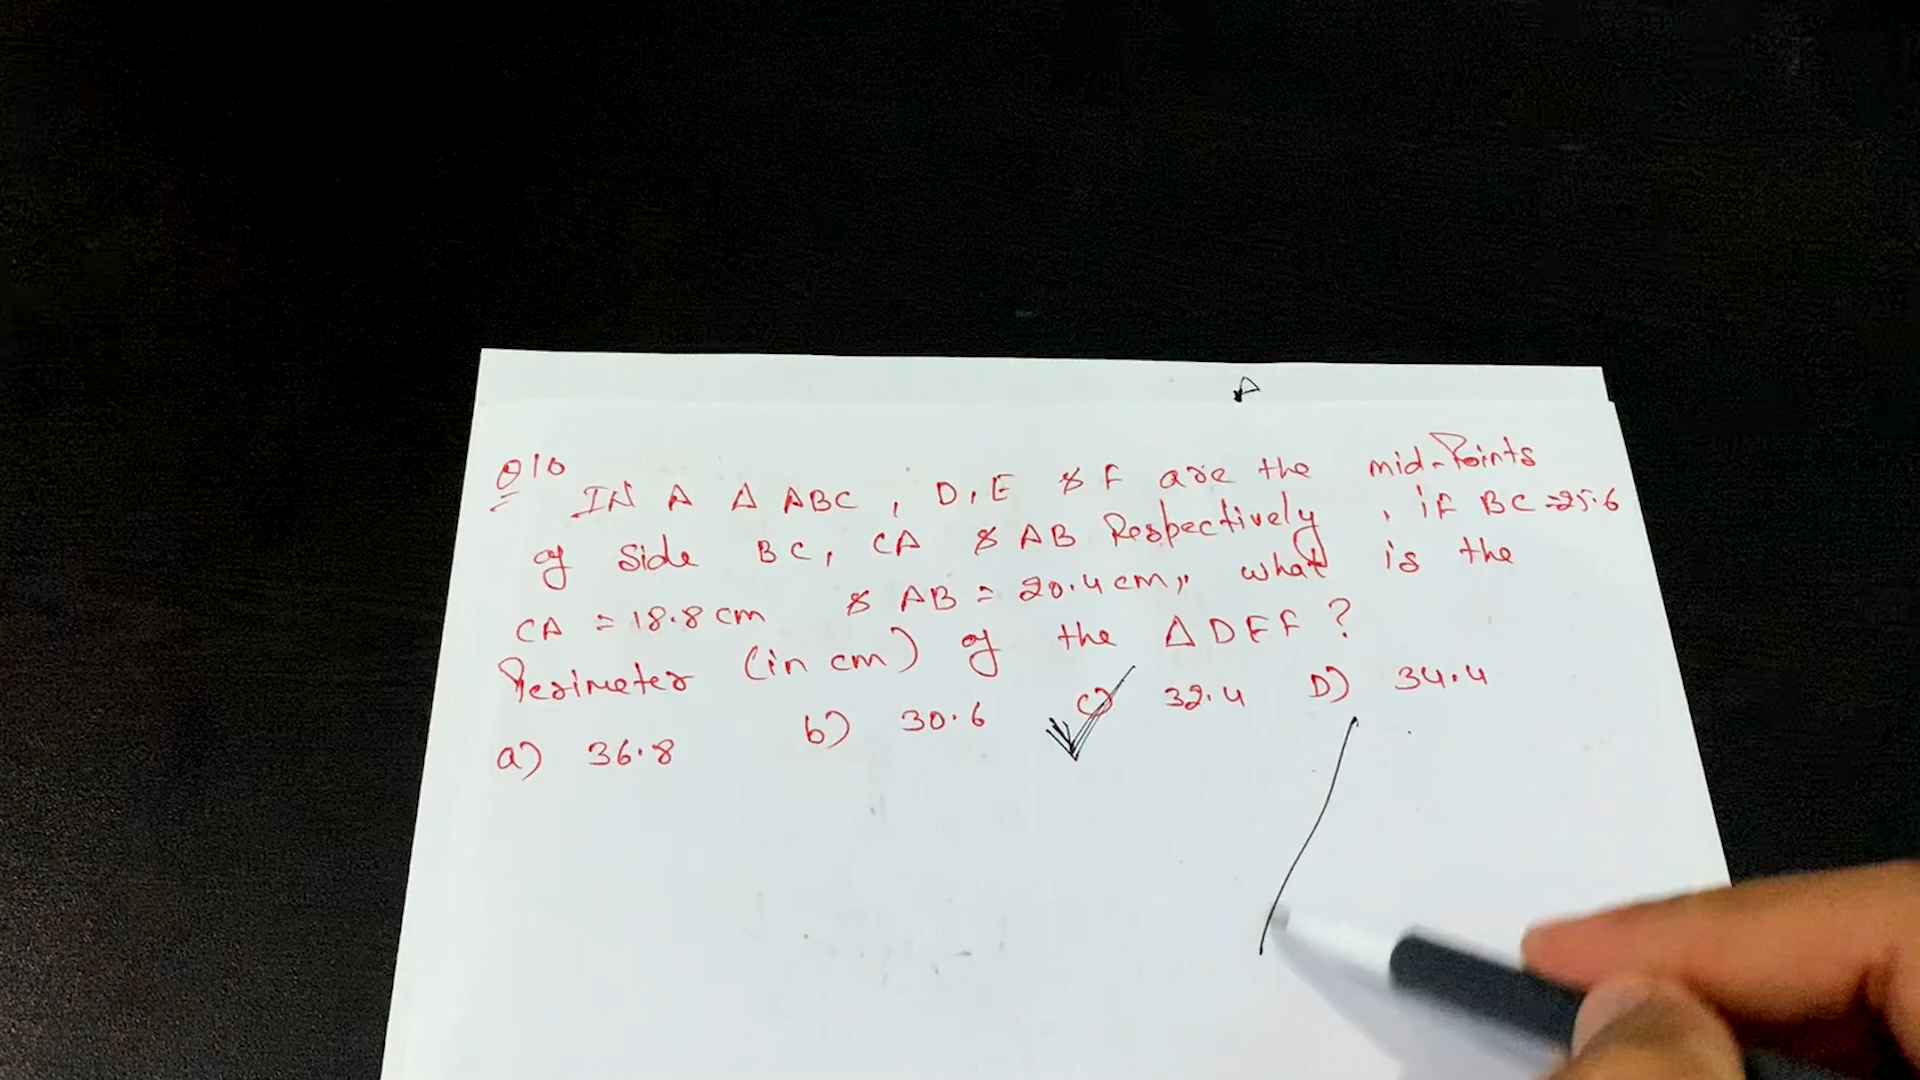 Q10
IN A Δ ABC, D, E & F are the mid-Points
of side BC, CA & AB Respectively, if BC = 25.6
CA = 18.8 cm & AB = 20.4 cm,, what is the
Perimeter (in cm) of the Δ DEF ?
a) 36.8 b) 30.6 c) 32.4 D) 34.4